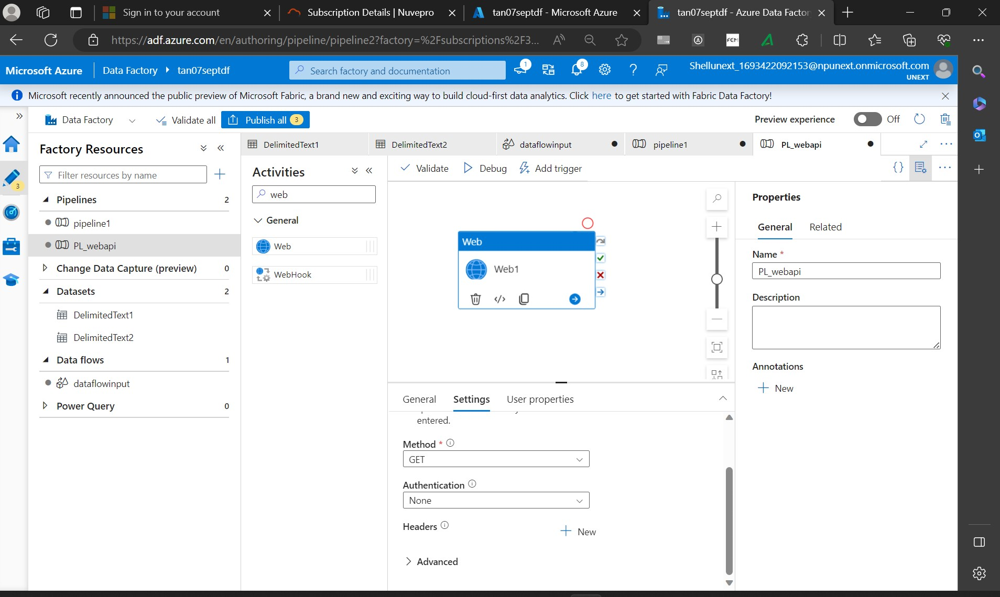 Sign in to your account
Subscription Details | Nuvepro
tan07septdf - Microsoft Azure
tan07septdf - Azure Data Factor
https://adf.azure.com/en/authoring/pipeline/pipeline2?factory=%2Fsubscriptions%2F3...
FCM
Microsoft Azure
Data Factory
tan07septdf
Search factory and documentation
1
8
Shellunext_1693422092153@npunext.onmicrosoft.com
UNEXT
Microsoft recently announced the public preview of Microsoft Fabric, a brand new and exciting way to build cloud-first data analytics. Click here to get started with Fabric Data Factory!
Data Factory
Validate all
Publish all 3
Preview experience
Off
3
Factory Resources
Filter resources by name
Pipelines 2
pipeline1
PL_webapi
Change Data Capture (preview) 0
Datasets 2
DelimitedText1
DelimitedText2
Data flows 1
dataflowinput
Power Query 0
DelimitedText1
DelimitedText2
dataflowinput
pipeline1
PL_webapi
Activities
web
General
Web
WebHook
Validate
Debug
Add trigger
Web
Web1
General
Settings
User properties
entered.
Method *
GET
Authentication
None
Headers
New
Advanced
Properties
General
Related
Name *
PL_webapi
Description
Annotations
New